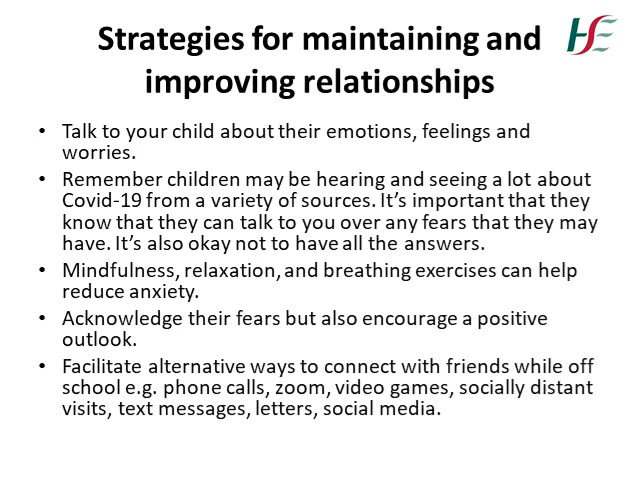 Strategies for maintaining and
improving relationships
HSE
• Talk to your child about their emotions, feelings and
worries.
• Remember children may be hearing and seeing a lot about
Covid-19 from a variety of sources. It’s important that they
know that they can talk to you over any fears that they may
have. It’s also okay not to have all the answers.
• Mindfulness, relaxation, and breathing exercises can help
reduce anxiety.
• Acknowledge their fears but also encourage a positive
outlook.
• Facilitate alternative ways to connect with friends while off
school e.g. phone calls, zoom, video games, socially distant
visits, text messages, letters, social media.